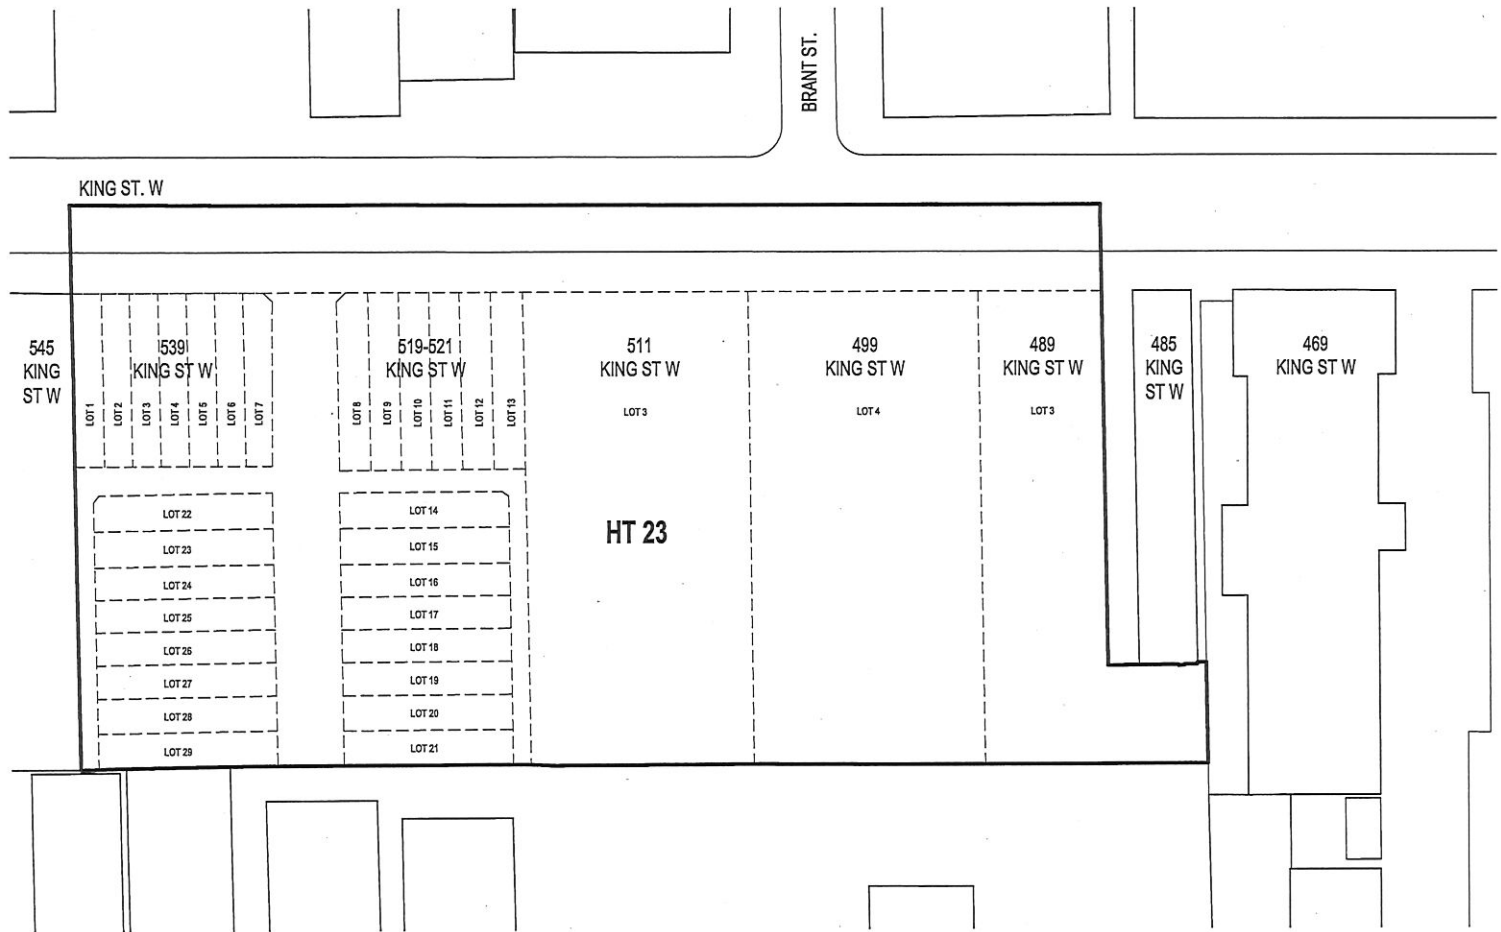 BRANT ST.
KING ST. W
545
KING
ST W
539
KING ST W
519-521
KING ST W
511
KING ST W
499
KING ST W
489
KING ST W
485
KING
ST W
469
KING ST W
LOT 1
LOT 2
LOT 3
LOT 4
LOT 5
LOT 6
LOT 7
LOT 8
LOT 9
LOT 10
LOT 11
LOT 12
LOT 13
LOT 3
LOT 4
LOT 3
LOT 22
LOT 14
LOT 23
LOT 15
HT 23
LOT 24
LOT 16
LOT 25
LOT 17
LOT 26
LOT 18
LOT 27
LOT 19
LOT 28
LOT 20
LOT 29
LOT 21